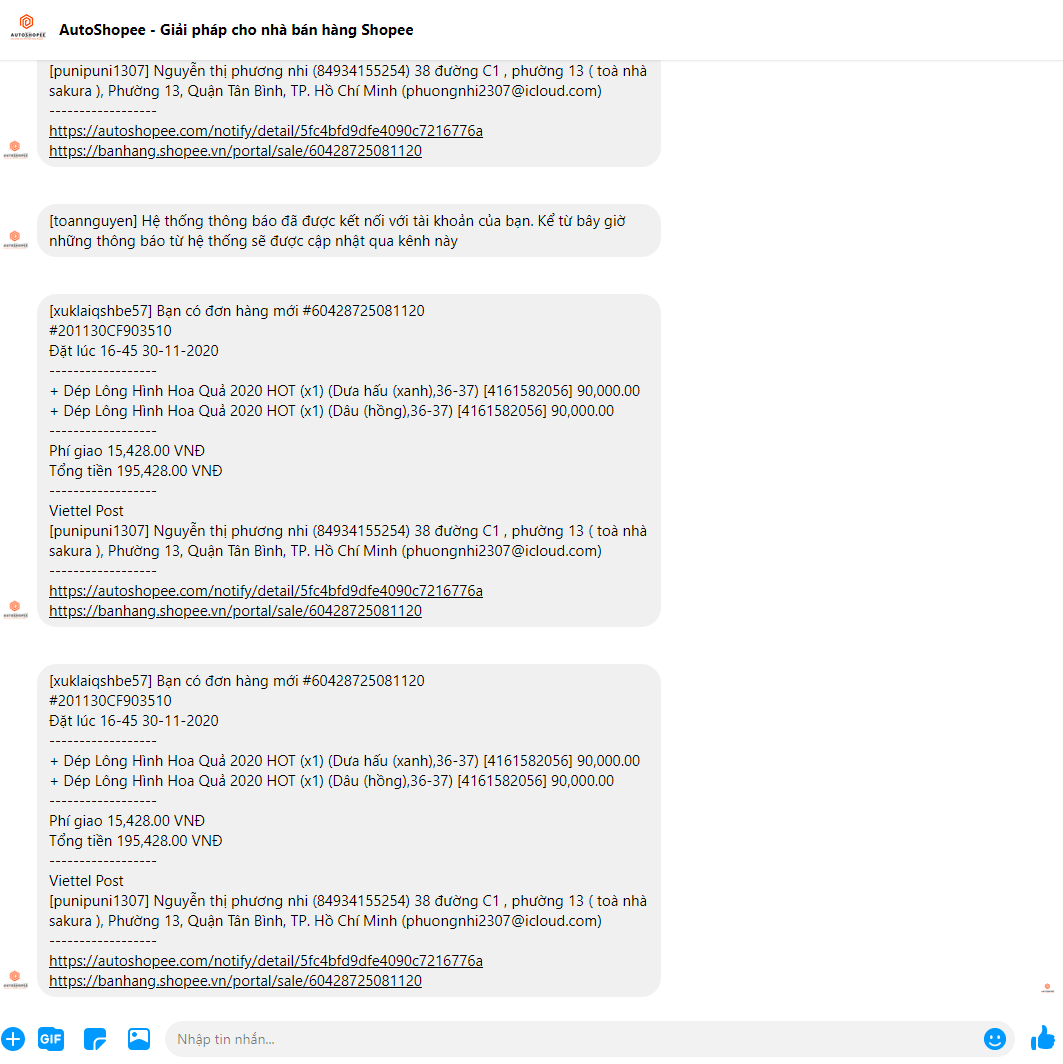 AutoShopee - Giải pháp cho nhà bán hàng Shopee
[punipuni1307] Nguyễn thị phương nhi (84934155254) 38 đường C1 , phường 13 ( toà nhà
sakura ), Phường 13, Quận Tân Bình, TP. Hồ Chí Minh (phuongnhi2307@icloud.com)
------------------
https://autoshopee.com/notify/detail/5fc4bfd9dfe4090c7216776a
https://banhang.shopee.vn/portal/sale/60428725081120
[toannguyen] Hệ thống thông báo đã được kết nối với tài khoản của bạn. Kể từ bây giờ
những thông báo từ hệ thống sẽ được cập nhật qua kênh này
[xuklaiqshbe57] Bạn có đơn hàng mới #60428725081120
#201130CF903510
Đặt lúc 16-45 30-11-2020
------------------
+ Dép Lông Hình Hoa Quả 2020 HOT (x1) (Dưa hấu (xanh),36-37) [4161582056] 90,000.00
+ Dép Lông Hình Hoa Quả 2020 HOT (x1) (Dâu (hồng),36-37) [4161582056] 90,000.00
------------------
Phí giao 15,428.00 VNĐ
Tổng tiền 195,428.00 VNĐ
------------------
Viettel Post
[punipuni1307] Nguyễn thị phương nhi (84934155254) 38 đường C1 , phường 13 ( toà nhà
sakura ), Phường 13, Quận Tân Bình, TP. Hồ Chí Minh (phuongnhi2307@icloud.com)
------------------
https://autoshopee.com/notify/detail/5fc4bfd9dfe4090c7216776a
https://banhang.shopee.vn/portal/sale/60428725081120
[xuklaiqshbe57] Bạn có đơn hàng mới #60428725081120
#201130CF903510
Đặt lúc 16-45 30-11-2020
------------------
+ Dép Lông Hình Hoa Quả 2020 HOT (x1) (Dưa hấu (xanh),36-37) [4161582056] 90,000.00
+ Dép Lông Hình Hoa Quả 2020 HOT (x1) (Dâu (hồng),36-37) [4161582056] 90,000.00
------------------
Phí giao 15,428.00 VNĐ
Tổng tiền 195,428.00 VNĐ
------------------
Viettel Post
[punipuni1307] Nguyễn thị phương nhi (84934155254) 38 đường C1 , phường 13 ( toà nhà
sakura ), Phường 13, Quận Tân Bình, TP. Hồ Chí Minh (phuongnhi2307@icloud.com)
------------------
https://autoshopee.com/notify/detail/5fc4bfd9dfe4090c7216776a
https://banhang.shopee.vn/portal/sale/60428725081120
GIF
Nhập tin nhắn...